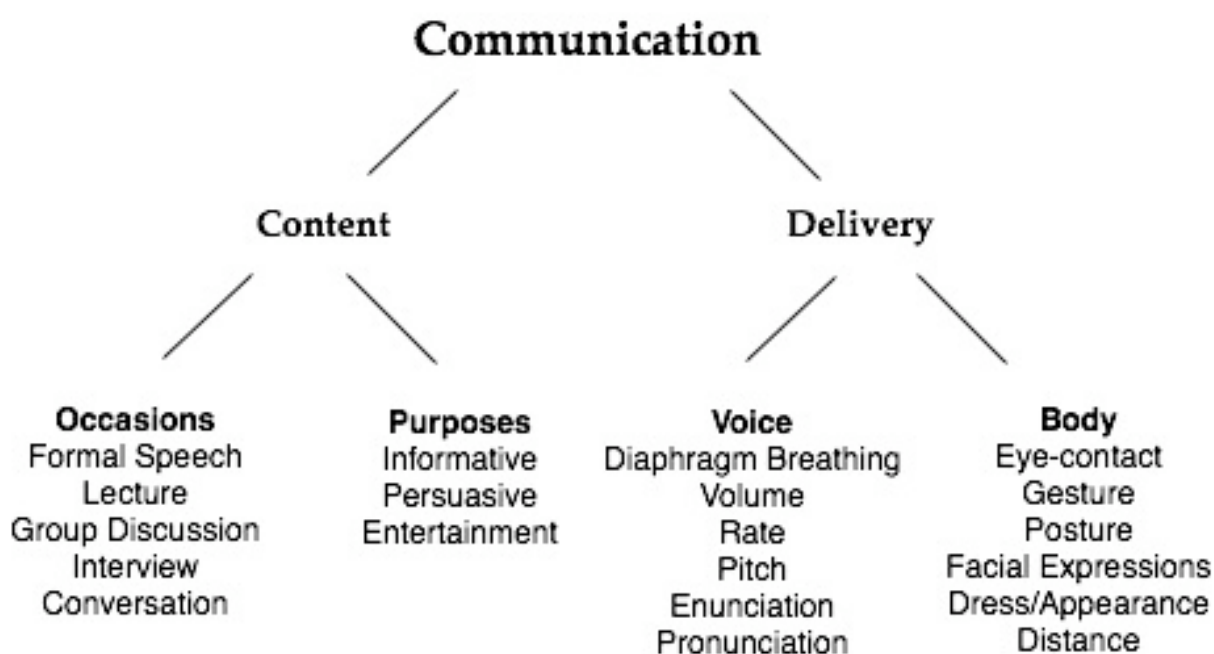 Communication
Content
Delivery
Occasions
Formal Speech
Lecture
Group Discussion
Interview
Conversation
Purposes
Informative
Persuasive
Entertainment
Voice
Diaphragm Breathing
Volume
Rate
Pitch
Enunciation
Pronunciation
Body
Eye-contact
Gesture
Posture
Facial Expressions
Dress/Appearance
Distance